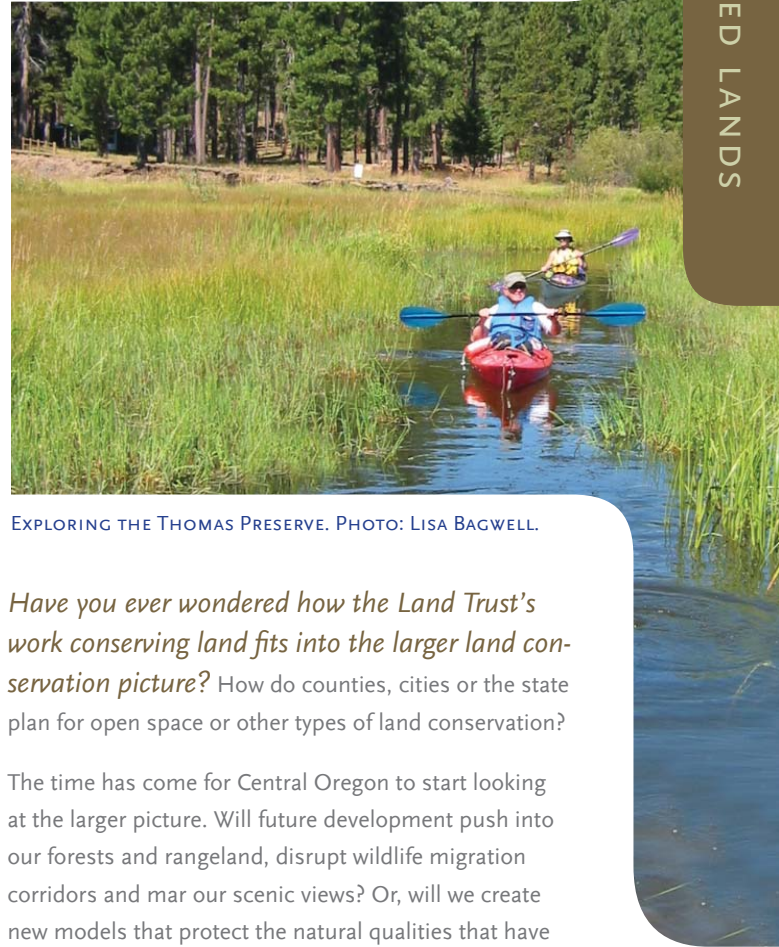 ED LANDS
Exploring the Thomas Preserve. Photo: Lisa Bagwell.
Have you ever wondered how the Land Trust’s
work conserving land fits into the larger land con-
servation picture? How do counties, cities or the state
plan for open space or other types of land conservation?
The time has come for Central Oregon to start looking
at the larger picture. Will future development push into
our forests and rangeland, disrupt wildlife migration
corridors and mar our scenic views? Or, will we create
new models that protect the natural qualities that have